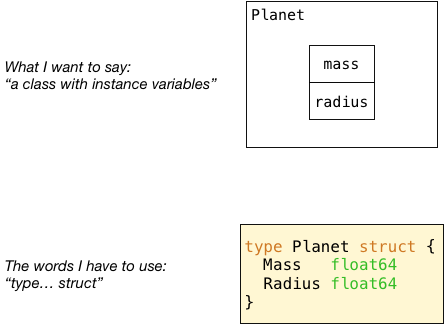 Planet
What I want to say:
“a class with instance variables”
mass
radius
The words I have to use:
“type… struct”
type Planet struct {
  Mass   float64
  Radius float64
}